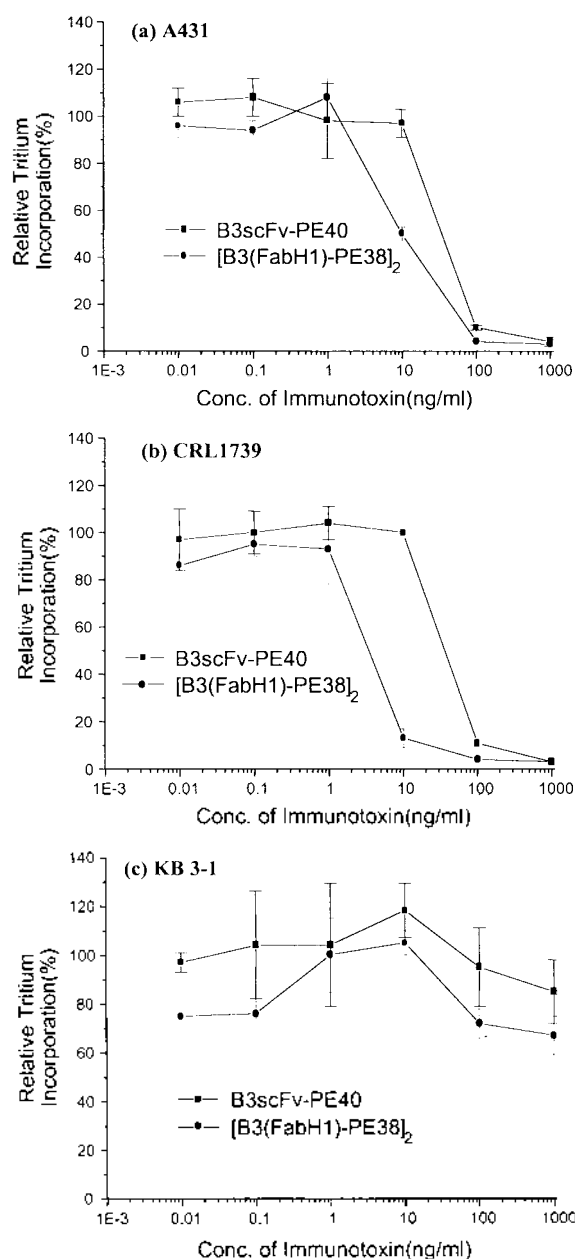 (a) A431
Relative Tritium
Incorporation(%)
140
120
100
80
60
40
20
0
B3scFv-PE40
[B3(FabH1)-PE38]2
1E-3 0.01 0.1 1 10 100 1000
Conc. of Immunotoxin(ng/ml)
(b) CRL1739
Relative Tritium
Incorporation(%)
140
120
100
80
60
40
20
0
B3scFv-PE40
[B3(FabH1)-PE38]2
1E-3 0.01 0.1 1 10 100 1000
Conc. of Immunotoxin(ng/ml)
(c) KB 3-1
Relative Tritium
Incorporation(%)
140
120
100
80
60
40
20
0
B3scFv-PE40
[B3(FabH1)-PE38]2
1E-3 0.01 0.1 1 10 100 1000
Conc. of Immunotoxin(ng/ml)